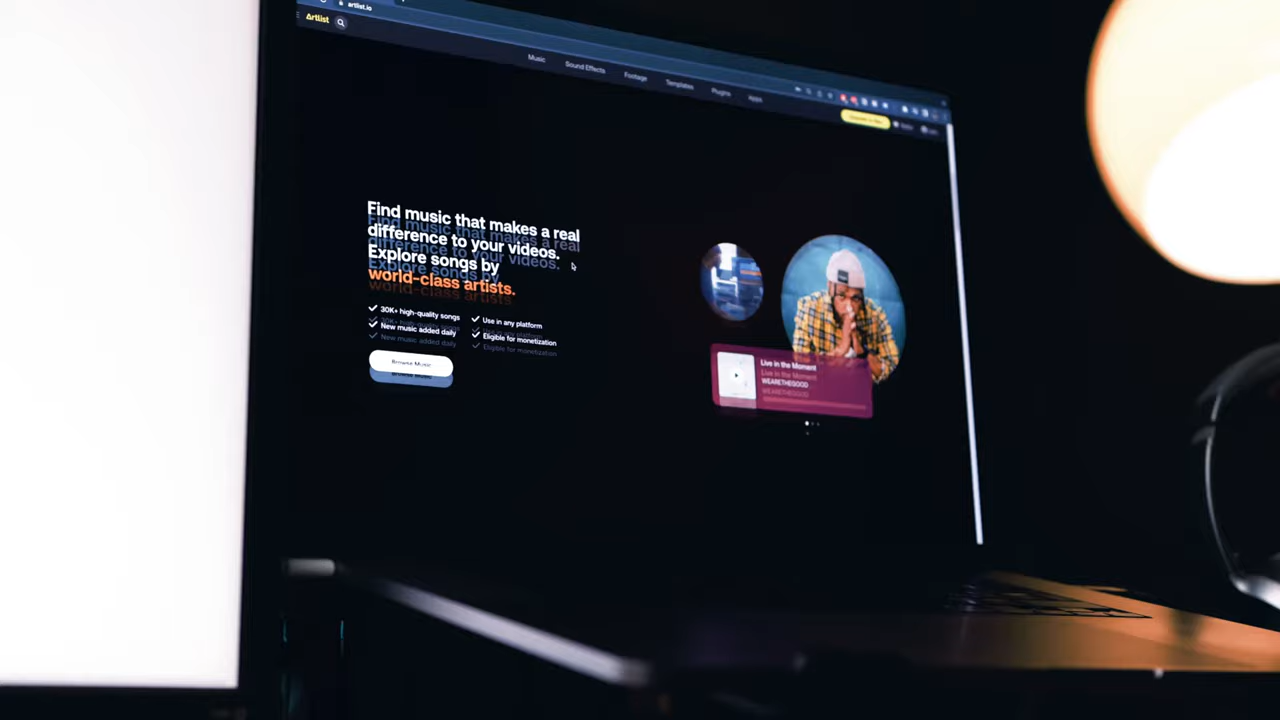 artlist.io
Artlist
Music
Sound Effects
Footage
Templates
Plugins
Apps
Find music that makes a real
difference to your videos.
Explore songs by
world-class artists.
30K+ high-quality songs
Use in any platform
New music added daily
Eligible for monetization
Browse Music
Live in the Moment
WEARETHEGOOD